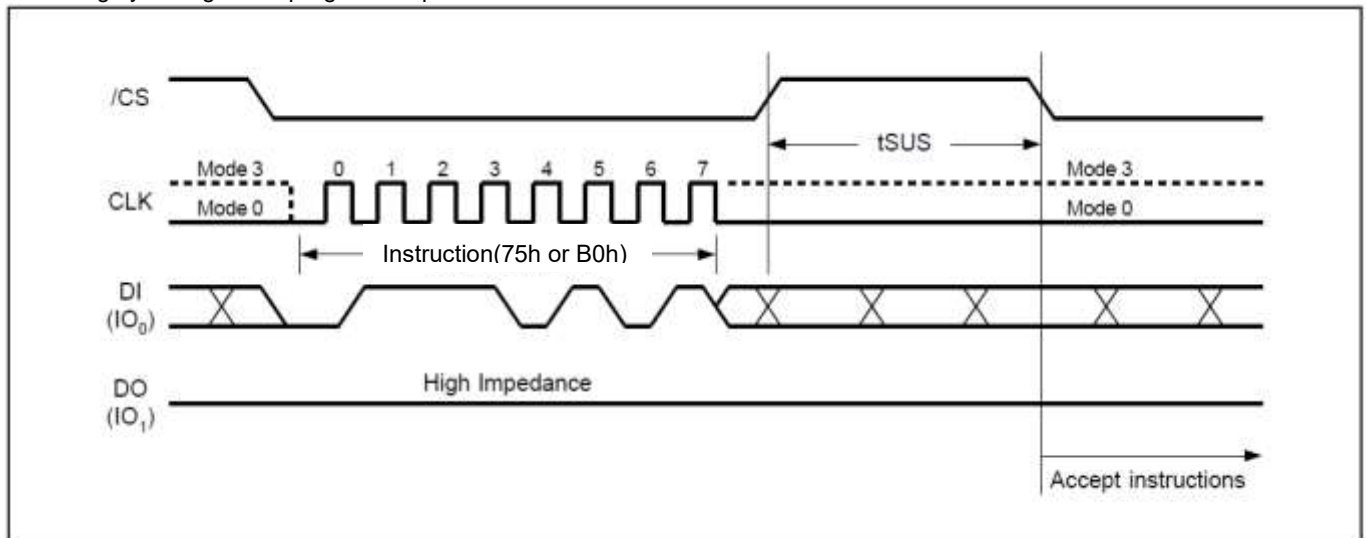 /CS
tSUS
Mode 3 0 1 2 3 4 5 6 7 Mode 3
CLK
Mode 0 Mode 0
Instruction(75h or B0h)
DI
(IO0)
High Impedance
DO
(IO1)
Accept instructions